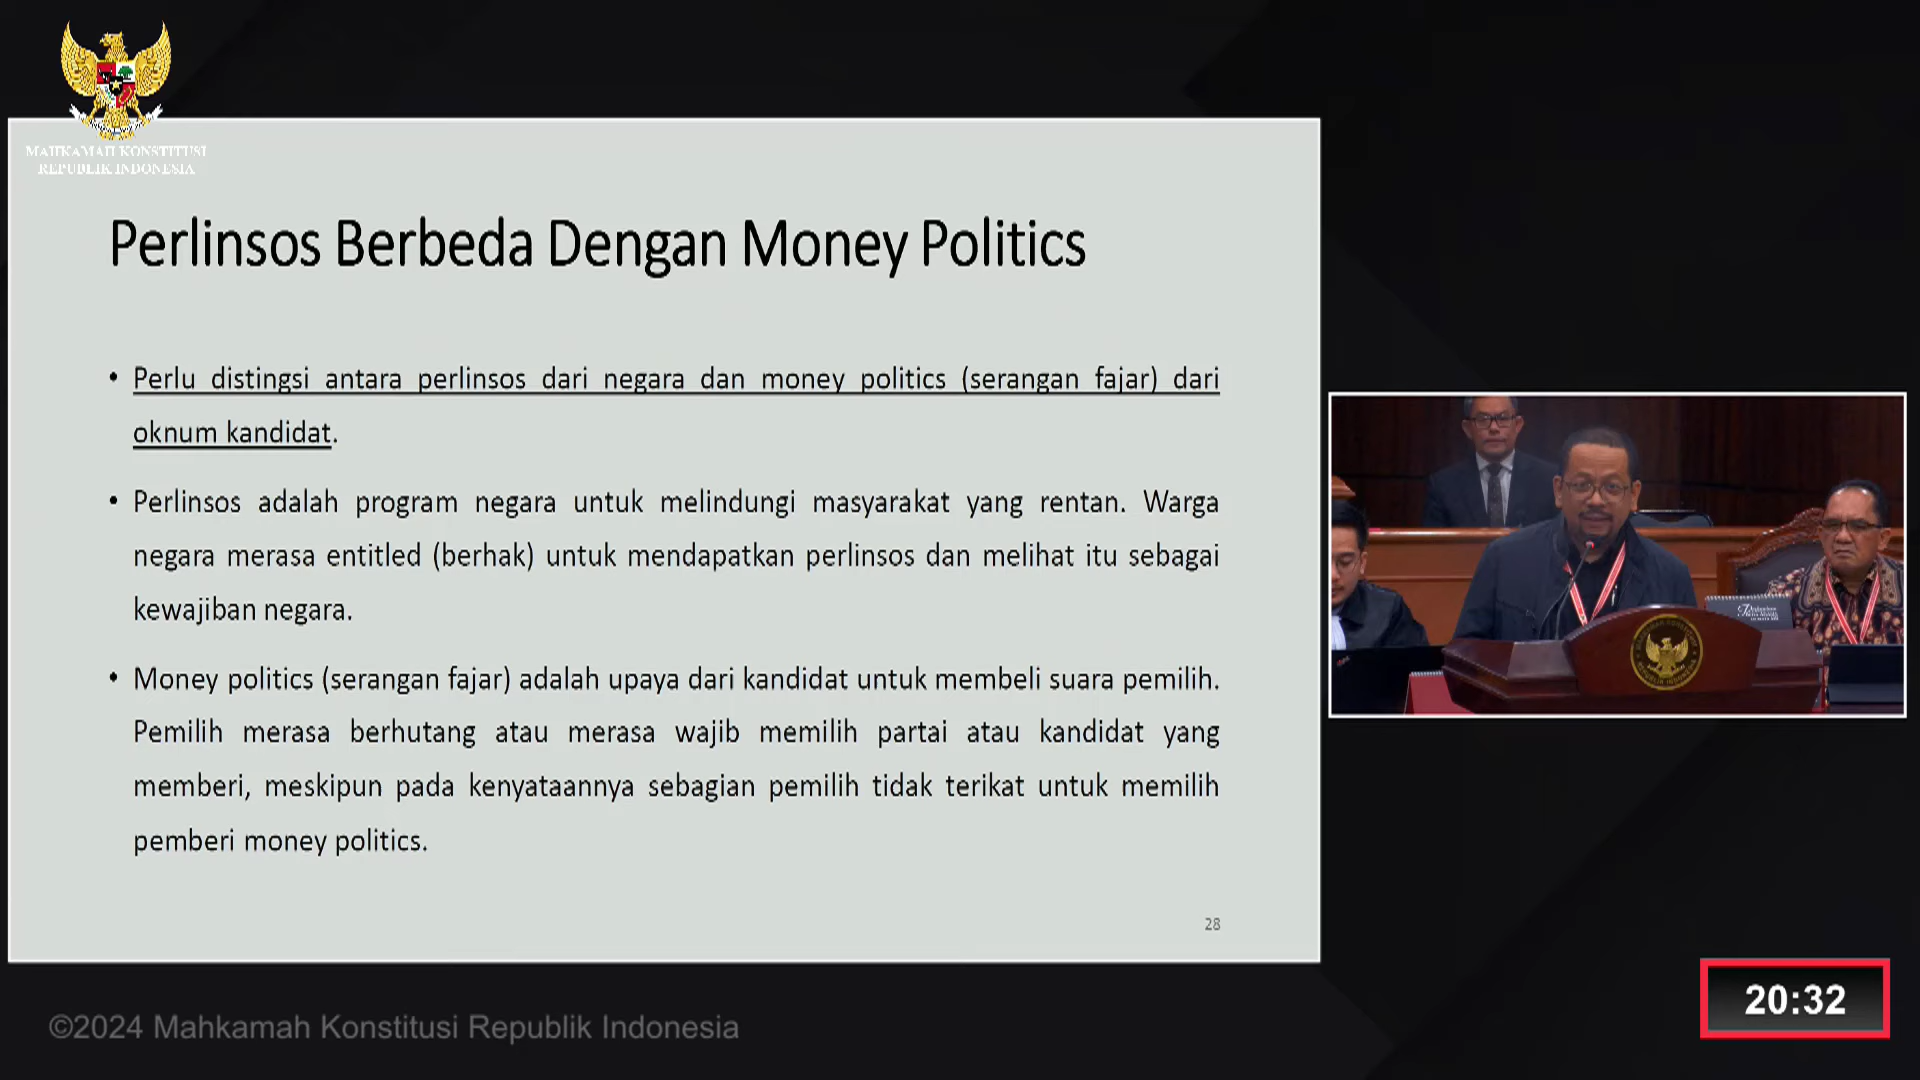 MAHKAMAH KONSTITUSI
REPUBLIK INDONESIA
Perlinsos Berbeda Dengan Money Politics
• Perlu distingsi antara perlinsos dari negara dan money politics (serangan fajar) dari
oknum kandidat.
• Perlinsos adalah program negara untuk melindungi masyarakat yang rentan. Warga
negara merasa entitled (berhak) untuk mendapatkan perlinsos dan melihat itu sebagai
kewajiban negara.
• Money politics (serangan fajar) adalah upaya dari kandidat untuk membeli suara pemilih.
Pemilih merasa berhutang atau merasa wajib memilih partai atau kandidat yang
memberi, meskipun pada kenyataannya sebagian pemilih tidak terikat untuk memilih
pemberi money politics.
28
20:32
©2024 Mahkamah Konstitusi Republik Indonesia